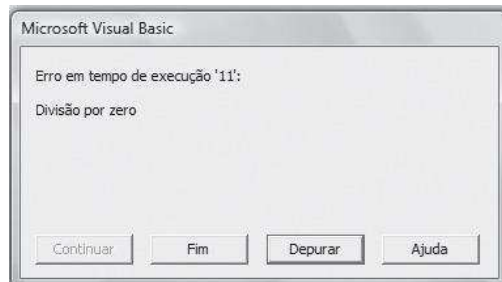 Microsoft Visual Basic
Erro em tempo de execução '11':
Divisão por zero
Continuar
Fim
Depurar
Ajuda